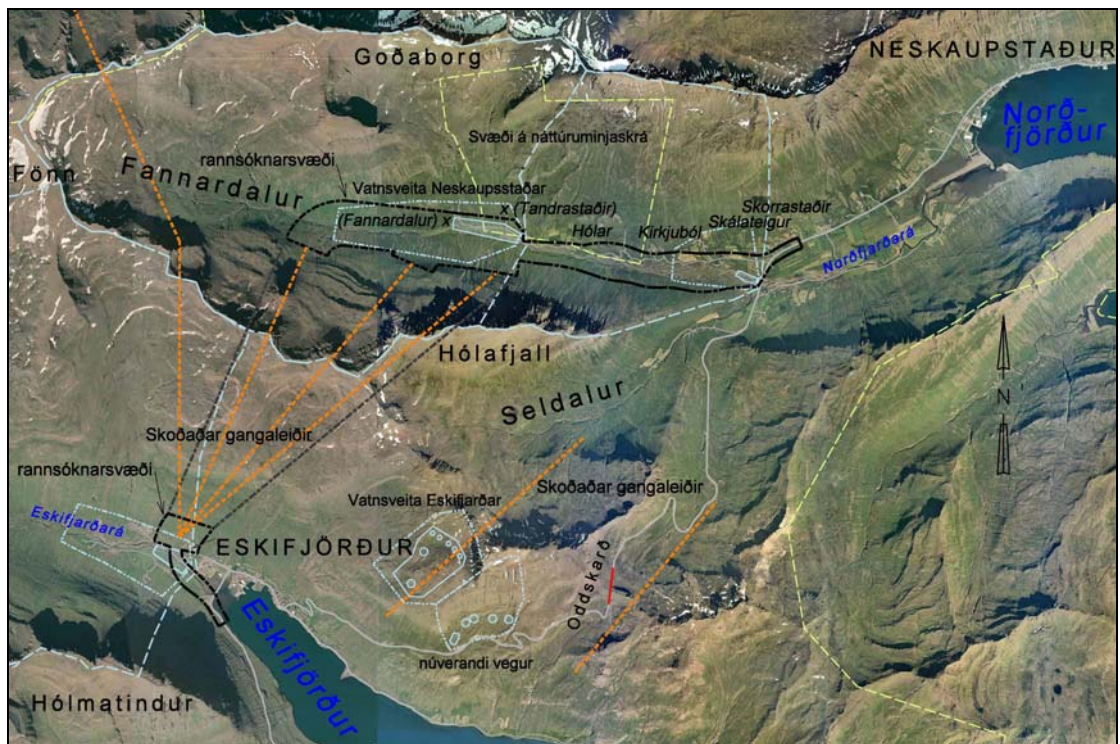 Goðaborg
NESKAUPSTAÐUR
Norð-
fjörður
Svæði á náttúruminjaskrá
rannsóknarsvæði
Fönn
Fannardalur
Vatnsveita Neskaupsstaðar
(Fannardalur) x
x (Tandrastaðir)
Hólar
Kirkjuból
Skorrastaðir
Skálateigur
Norðfjarðará
Hólafjall
Seldalur
N
Skoðaðar gangaleiðir
rannsóknarsvæði
Vatnsveita Eskifjarðar
Skoðaðar gangaleiðir
Eskifjarðará
ESKIFJÖRÐUR
Oddskarð
Eskifjörður
núverandi vegur
Hólmatindur